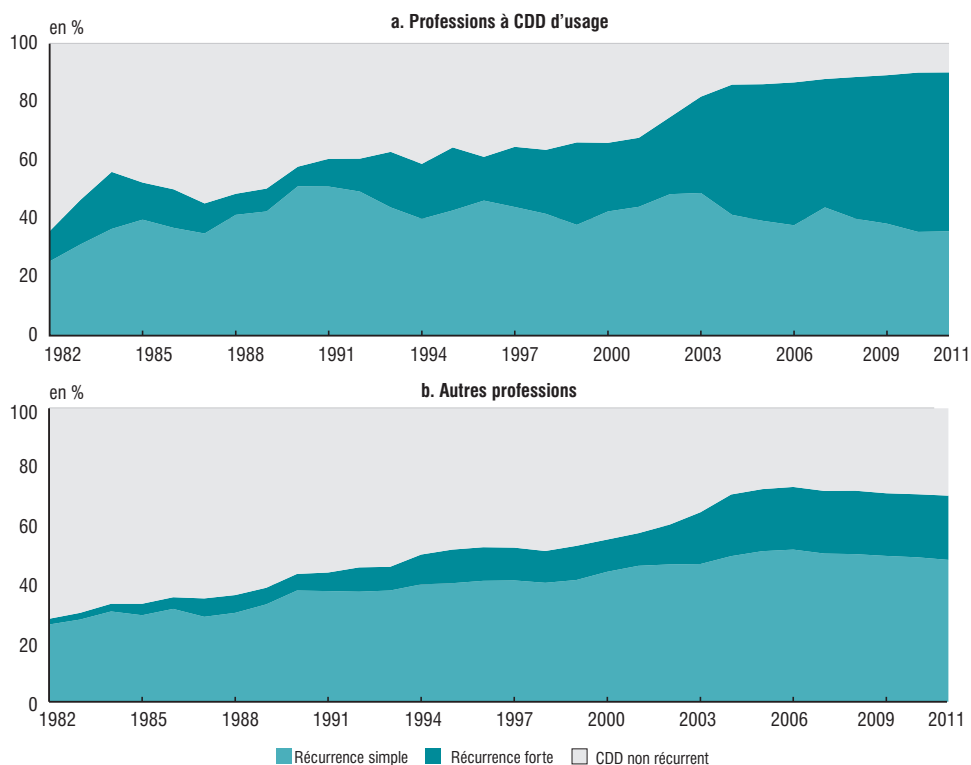 a. Professions à CDD d’usage
en %
100
80
60
40
20
0
1982 1985 1988 1991 1994 1997 2000 2003 2006 2009 2011
b. Autres professions
en %
100
80
60
40
20
0
1982 1985 1988 1991 1994 1997 2000 2003 2006 2009 2011
Récurrence simple Récurrence forte CDD non récurrent